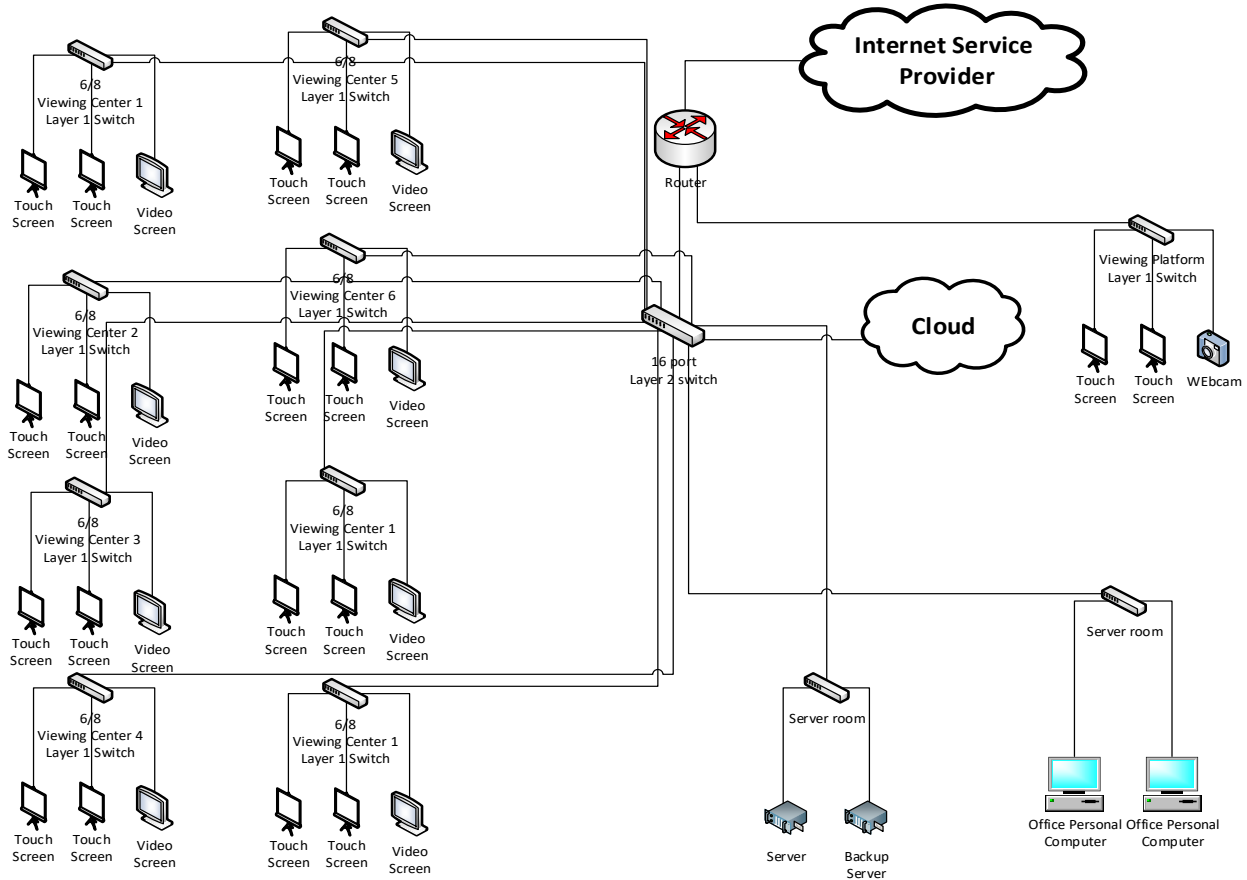 Internet Service
Provider
6/8
Viewing Center 1
Layer 1 Switch
Touch
Screen
Touch
Screen
Video
Screen
6/8
Viewing Center 5
Layer 1 Switch
Touch
Screen
Touch
Screen
Video
Screen
Router
Viewing Platform
Layer 1 Switch
Touch
Screen
Touch
Screen
WEbcam
6/8
Viewing Center 2
Layer 1 Switch
Touch
Screen
Touch
Screen
Video
Screen
6/8
Viewing Center 6
Layer 1 Switch
Touch
Screen
Touch
Screen
Video
Screen
16 port
Layer 2 switch
Cloud
6/8
Viewing Center 3
Layer 1 Switch
Touch
Screen
Touch
Screen
Video
Screen
6/8
Viewing Center 1
Layer 1 Switch
Touch
Screen
Touch
Screen
Video
Screen
6/8
Viewing Center 4
Layer 1 Switch
Touch
Screen
Touch
Screen
Video
Screen
6/8
Viewing Center 1
Layer 1 Switch
Touch
Screen
Touch
Screen
Video
Screen
Server room
Server
Backup
Server
Server room
Office Personal
Computer
Office Personal
Computer